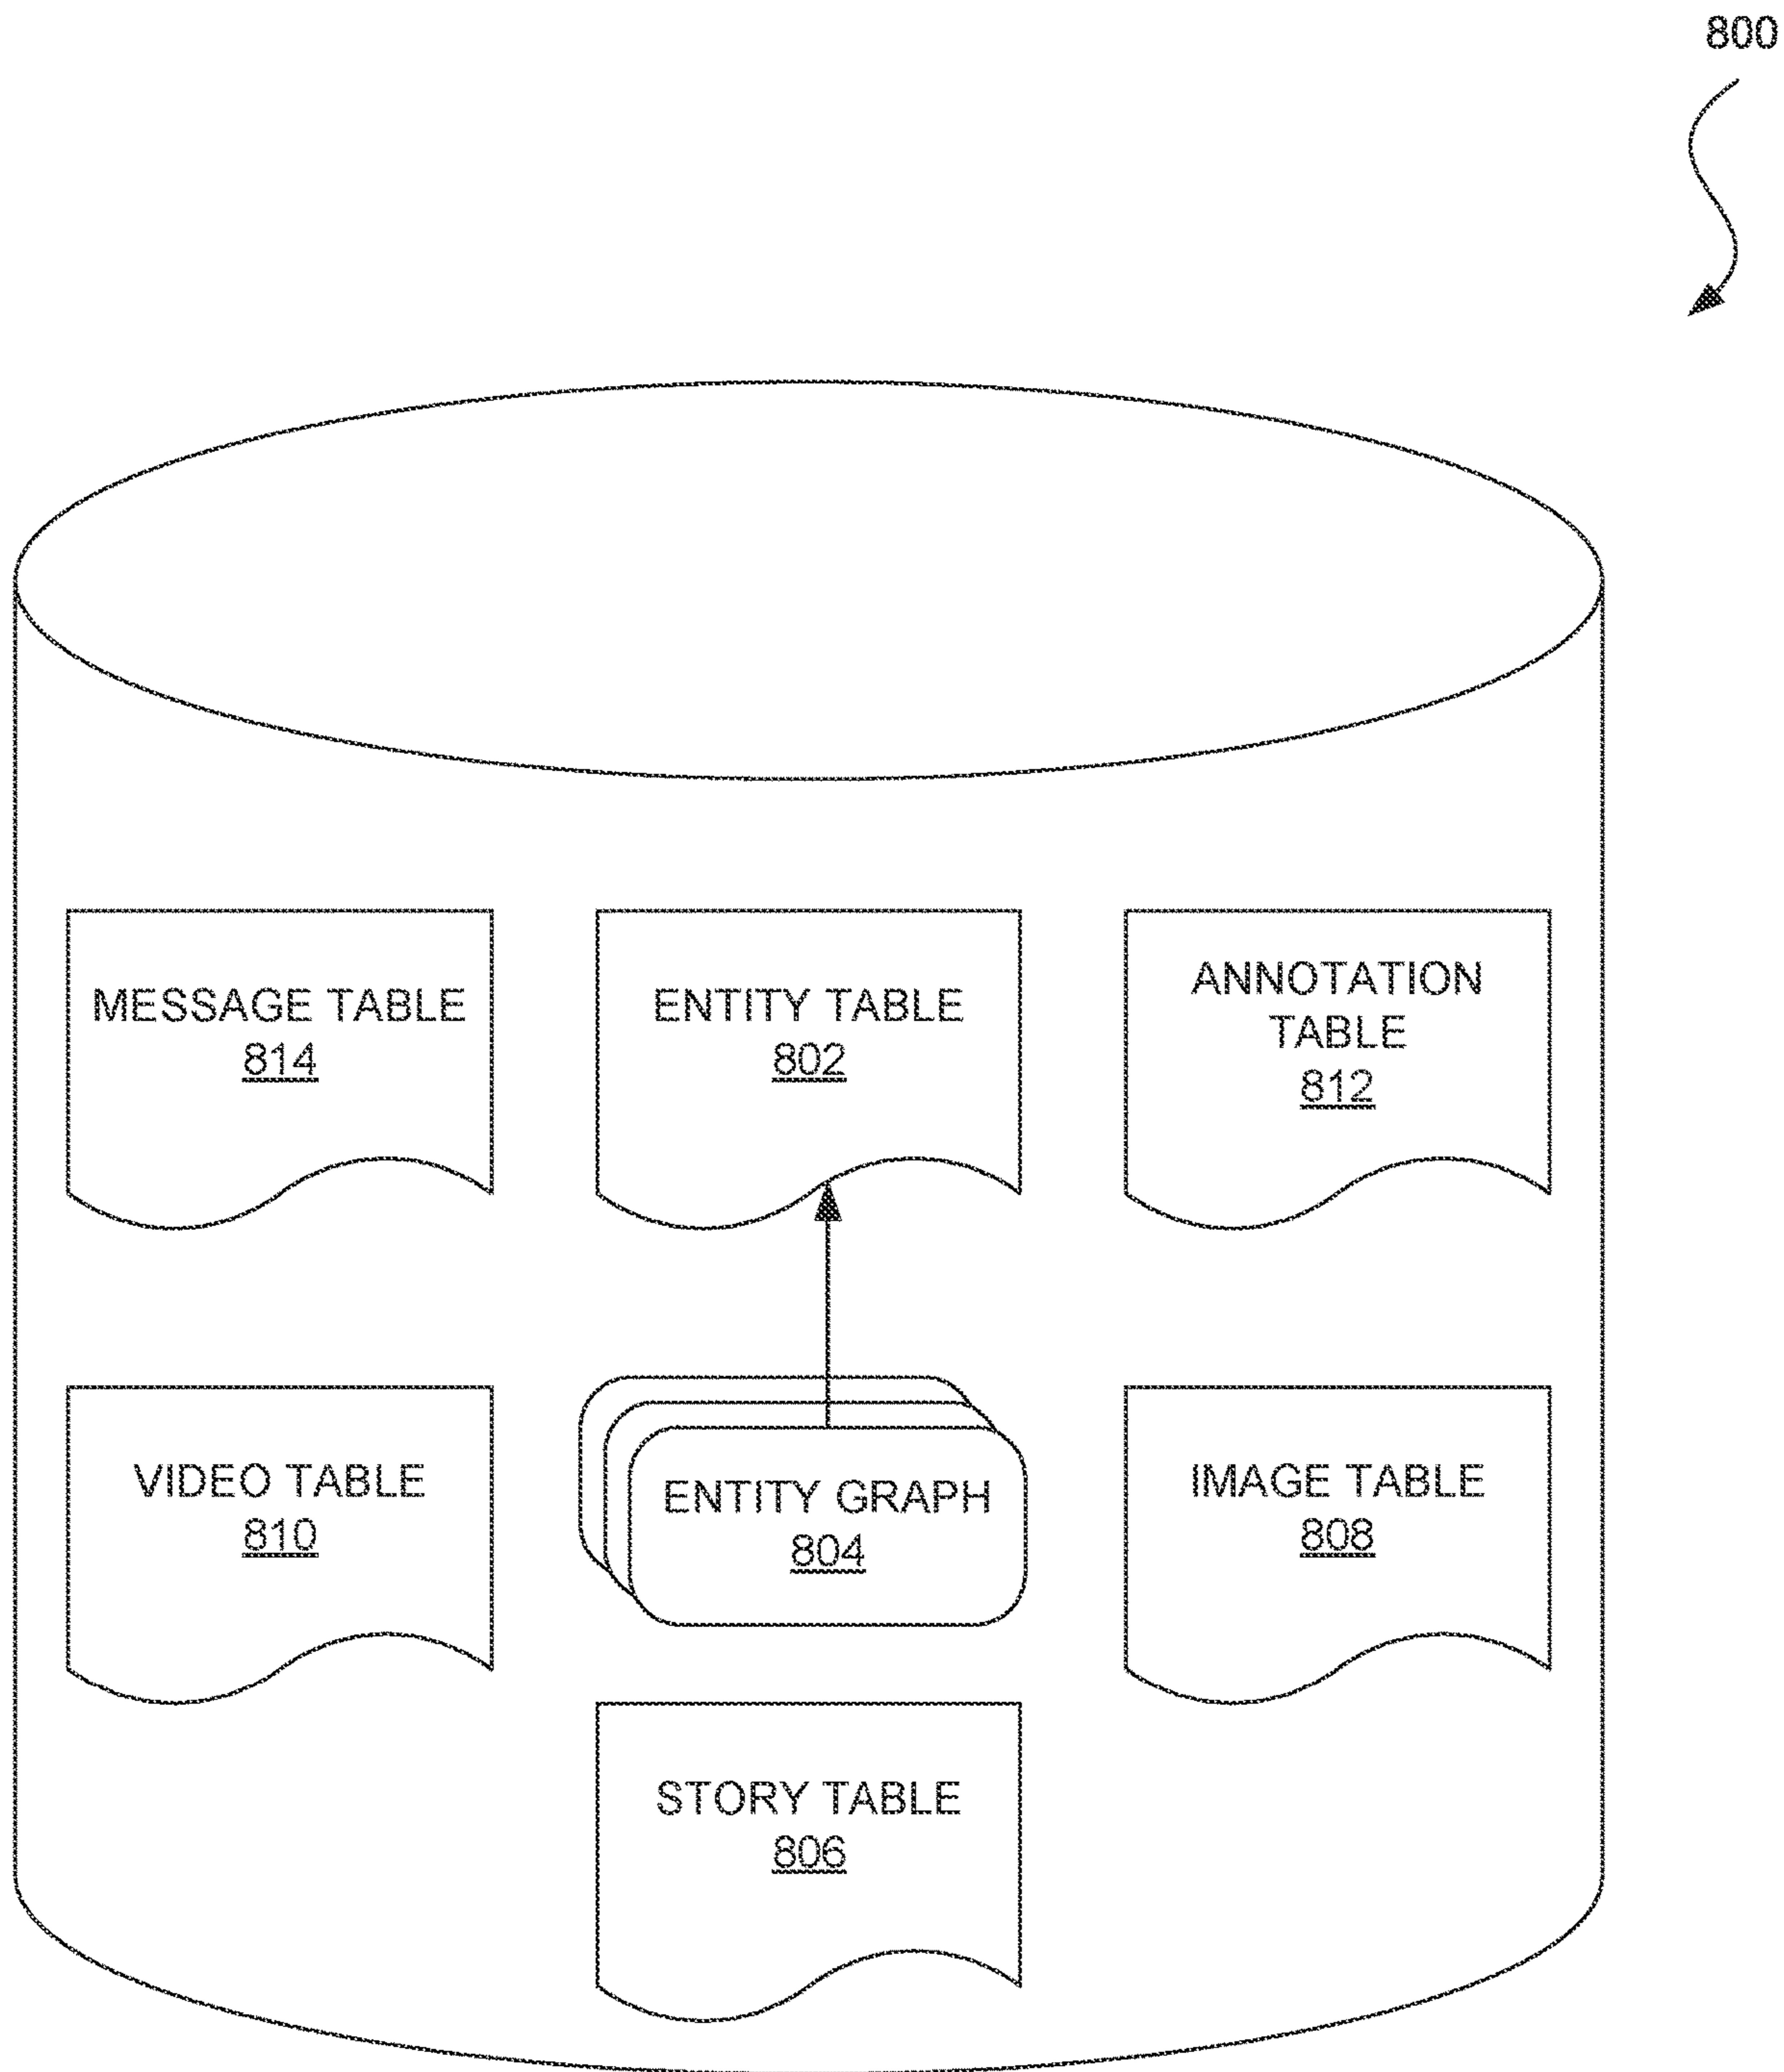 800
MESSAGE TABLE
814
ENTITY TABLE
802
ANNOTATION
TABLE
812
VIDEO TABLE
810
ENTITY GRAPH
804
IMAGE TABLE
808
STORY TABLE
806